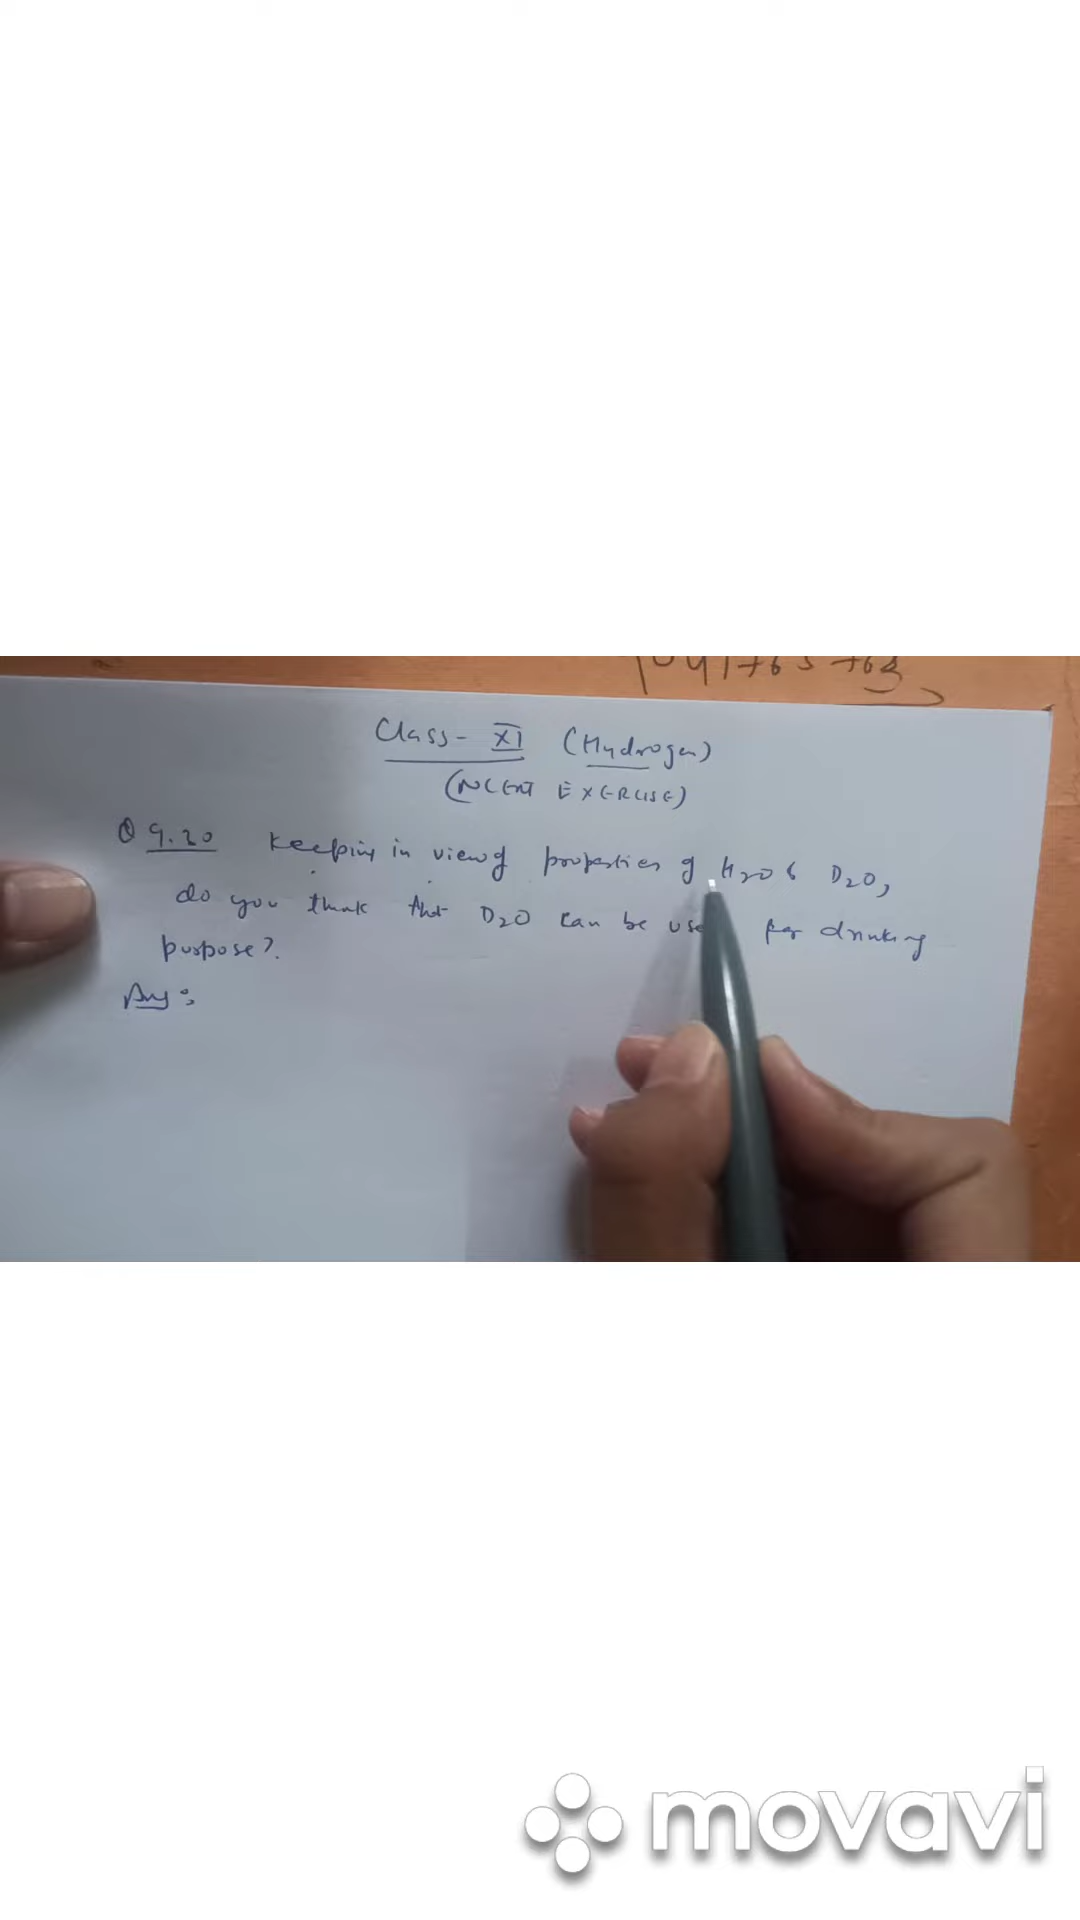 Class - XI (Hydrogen)
(NCERT EXERCISE)
Q 9.20 Keeping in view of properties of H2O & D2O,
do you think that D2O can be use for drinking
purpose?
Ans:
movavi